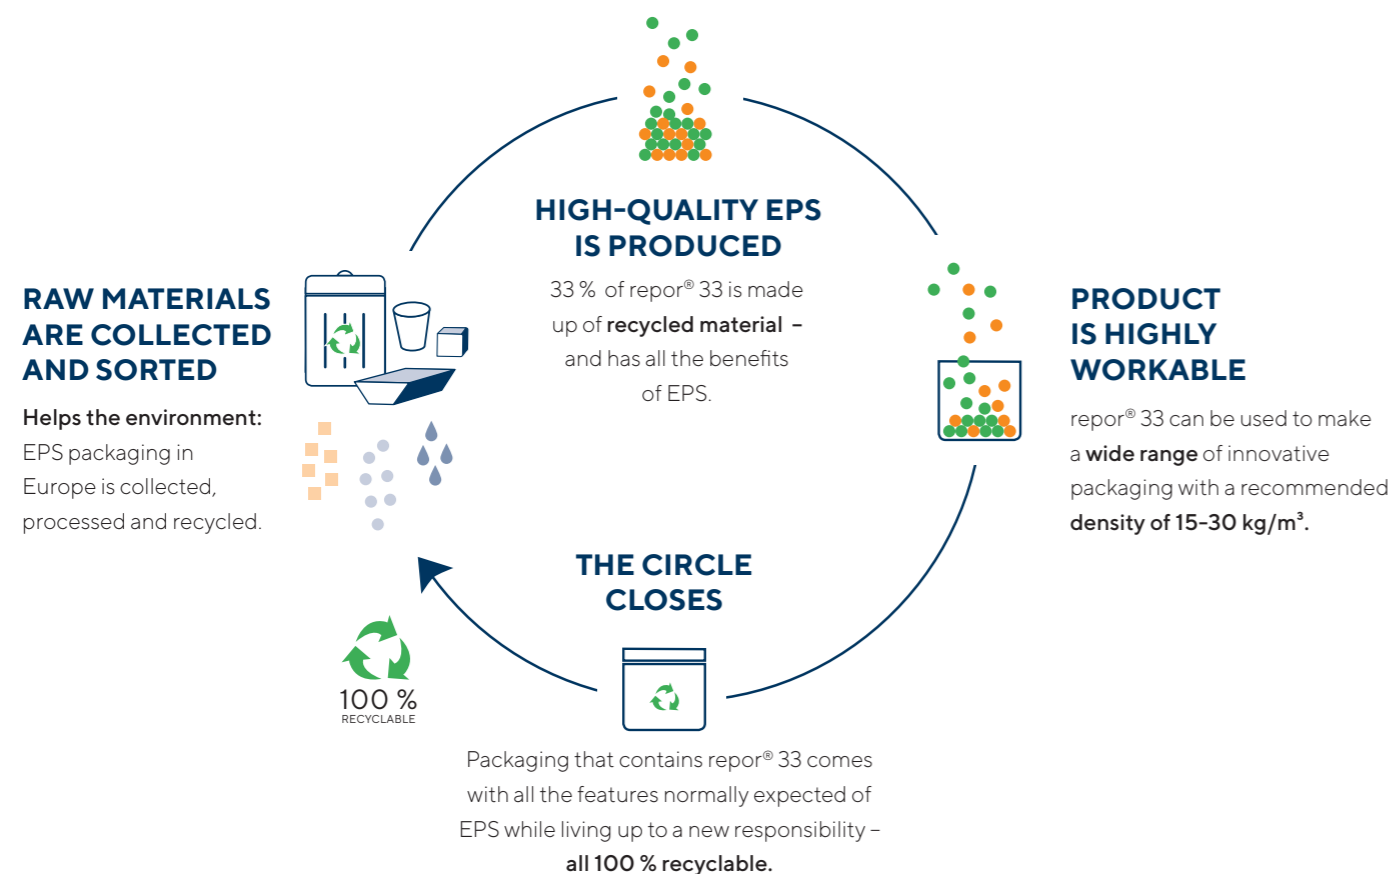 HIGH-QUALITY EPS
IS PRODUCED
33 % of repor® 33 is made
up of recycled material –
and has all the benefits
of EPS.
RAW MATERIALS
ARE COLLECTED
AND SORTED
Helps the environment:
EPS packaging in
Europe is collected,
processed and recycled.
PRODUCT
IS HIGHLY
WORKABLE
repor® 33 can be used to make
a wide range of innovative
packaging with a recommended
density of 15-30 kg/m³.
THE CIRCLE
CLOSES
100 %
RECYCLABLE
Packaging that contains repor® 33 comes
with all the features normally expected of
EPS while living up to a new responsibility –
all 100 % recyclable.